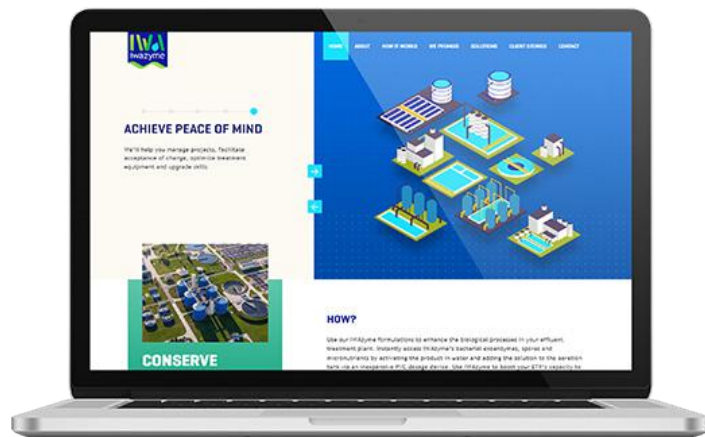 IWA
iwazyme
HOME ABOUT HOW IT WORKS WE PROMISE SOLUTIONS CLIENT STORIES CONTACT
ACHIEVE PEACE OF MIND
We'll help you manage projects, facilitate
acceptance of change, optimize treatment
equipment and upgrade skills
CONSERVE
HOW?
Use our IWAzyme formulations to enhance the biological processes in your effluent
treatment plant. Instantly access IWAzyme's bacterial exoenzymes, spores and
micronutrients by activating the product in water and adding the solution to the aeration
tank via an inexpensive PVC dosage device. Use IWAzyme to boost your ETP's capacity to